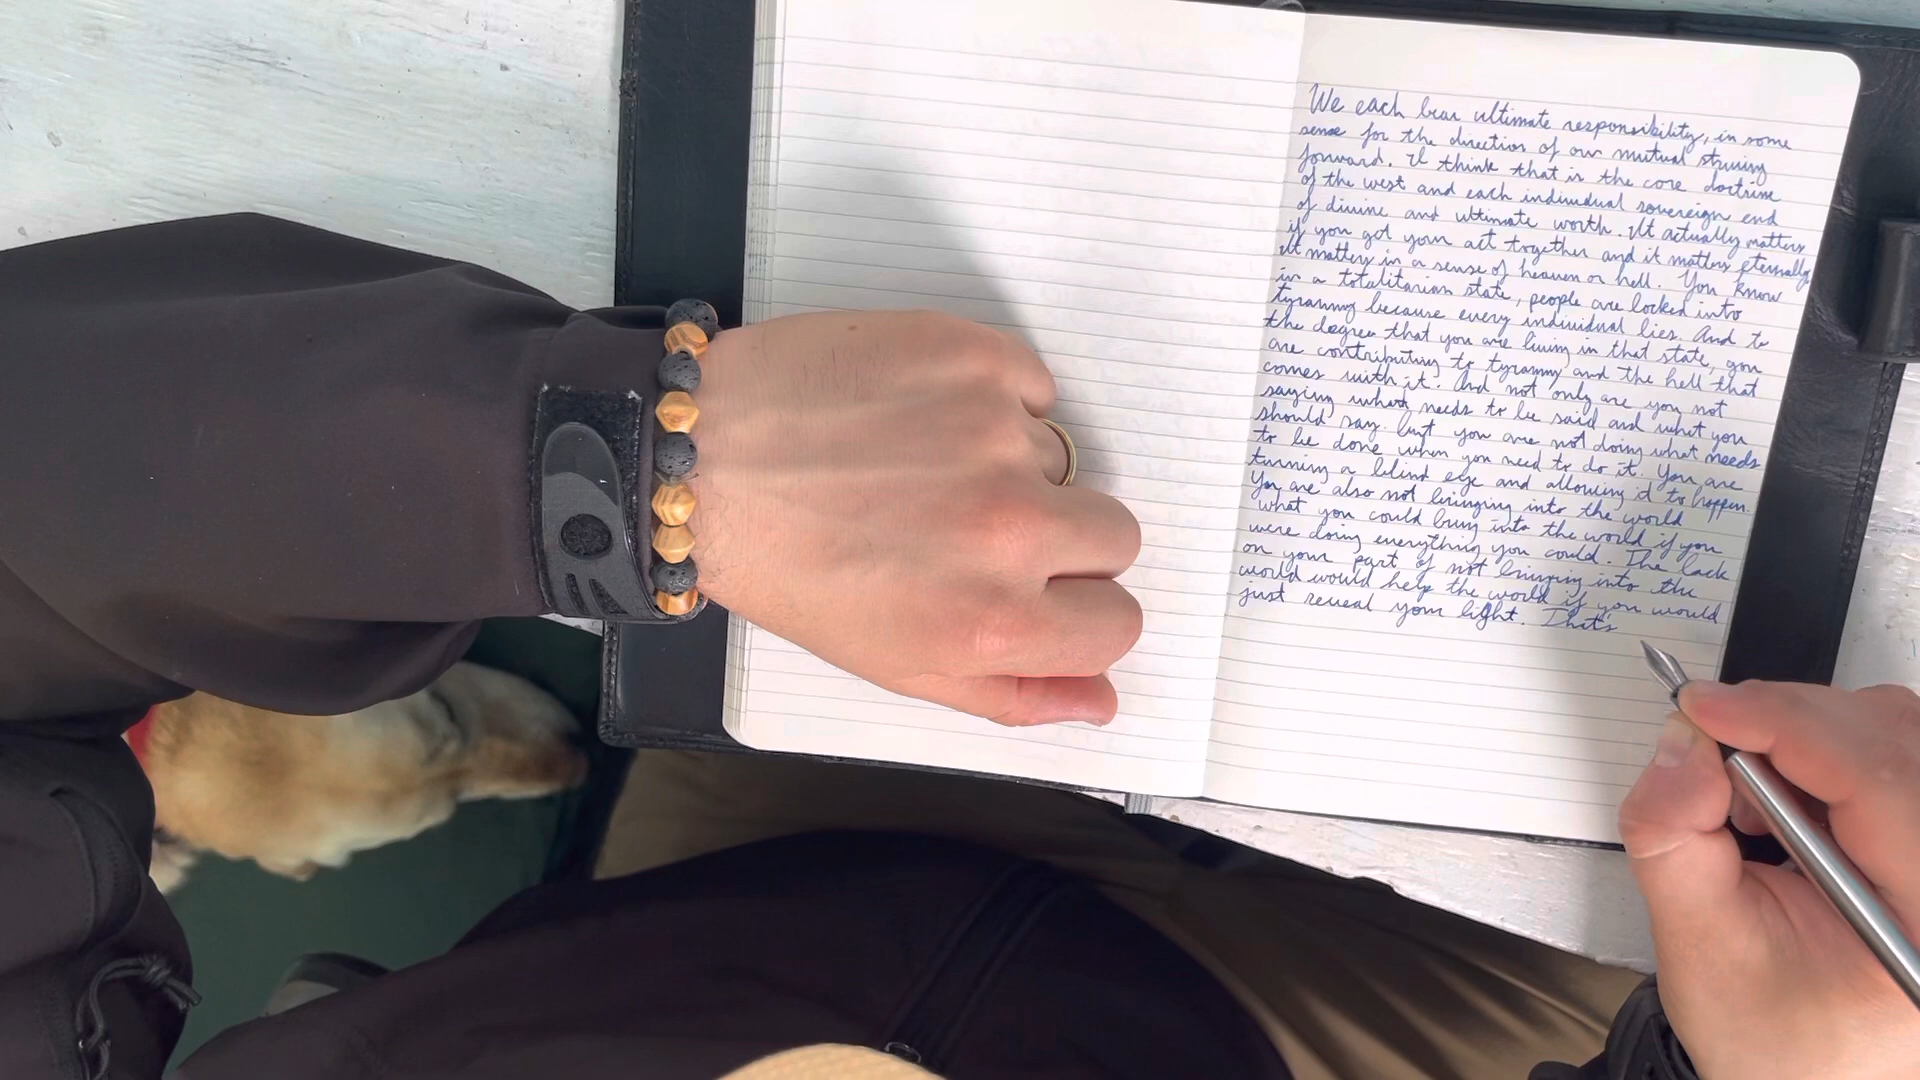 We each bear ultimate responsibility, in some
sense for the direction of our mutual striving
forward. I think that is the core doctrine
of the west and each individual sovereign end
of divine and ultimate worth. It actually matters
if you get your act together and it matters eternally.
It matters in a sense of heaven or hell. You know
in a totalitarian state, people are locked into
tyranny because every individual lies. And to
the degree that you are living in that state, you
are contributing to tyranny and the hell that
comes with it. And not only are you not
saying what needs to be said and what you
should say. but you are not doing what needs
to be done when you need to do it. You are
turning a blind eye and allowing it to happen.
You are also not bringing into the world
what you could bring into the world if you
were doing everything you could. The lack
on your part of not bringing into the
world would help the world if you would
just reveal your light. That's